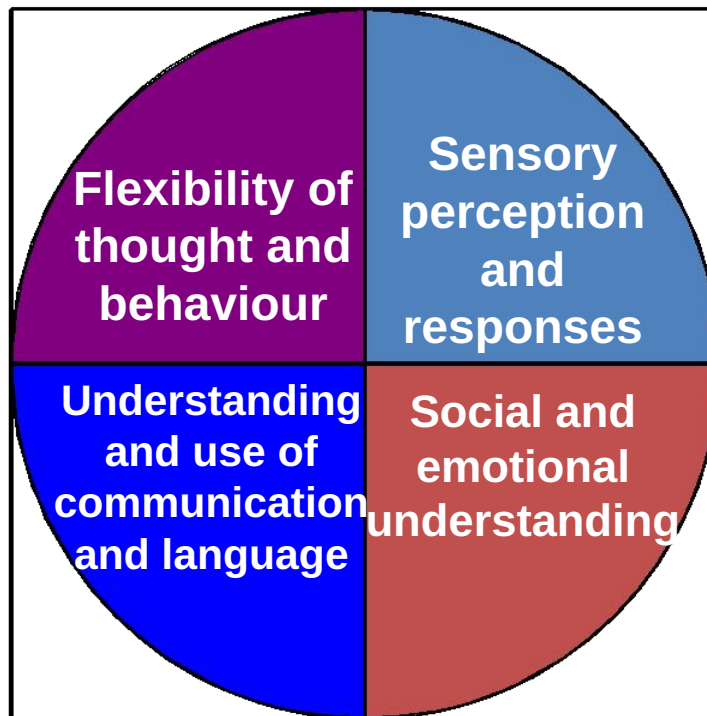 Flexibility of
thought and
behaviour
Sensory
perception
and
responses
Understanding
and use of
communication
and language
Social and
emotional
understanding